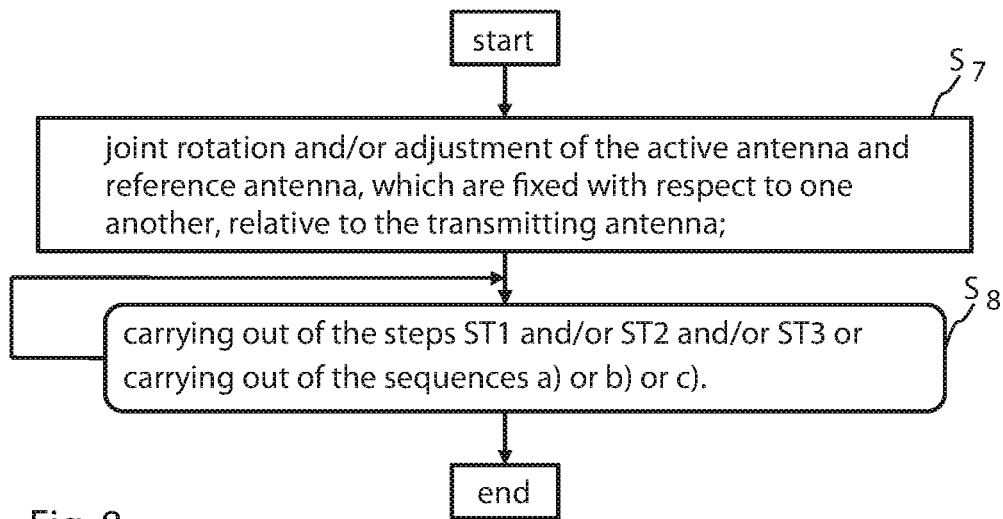 start
S 7
joint rotation and/or adjustment of the active antenna and
reference antenna, which are fixed with respect to one
another, relative to the transmitting antenna;
S 8
carrying out of the steps ST1 and/or ST2 and/or ST3 or
carrying out of the sequences a) or b) or c).
end